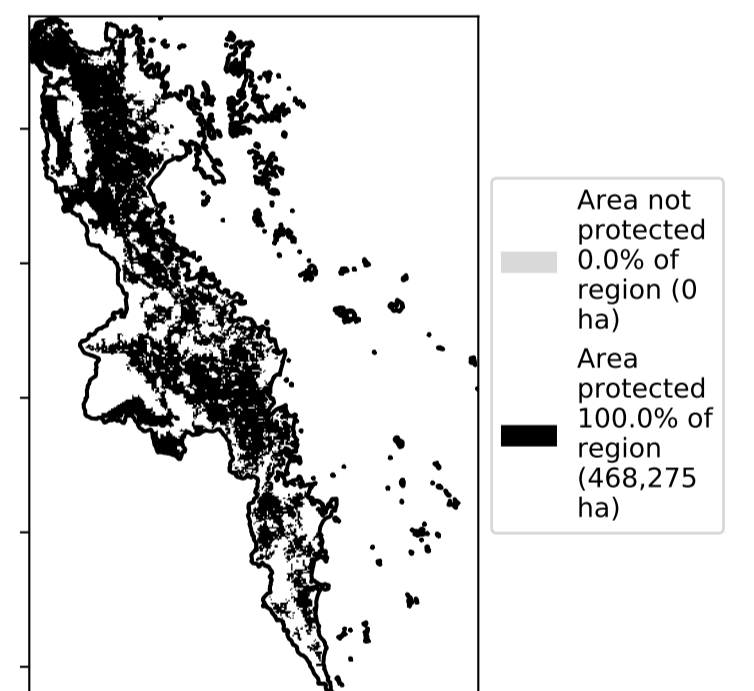 Area not
protected
0.0% of
region (0
ha)
Area
protected
100.0% of
region
(468,275
ha)